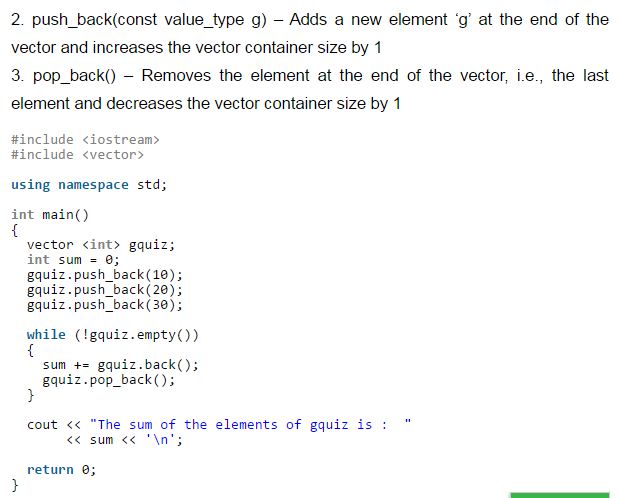 2. push_back(const value_type g) – Adds a new element ‘g’ at the end of the
vector and increases the vector container size by 1
3. pop_back() – Removes the element at the end of the vector, i.e., the last
element and decreases the vector container size by 1
#include <iostream>
#include <vector>
using namespace std;
int main()
{
vector <int> gquiz;
int sum = 0;
gquiz.push_back(10);
gquiz.push_back(20);
gquiz.push_back(30);
while (!gquiz.empty())
{
sum += gquiz.back();
gquiz.pop_back();
}
cout << "The sum of the elements of gquiz is :  "
<< sum << '\n';
return 0;
}